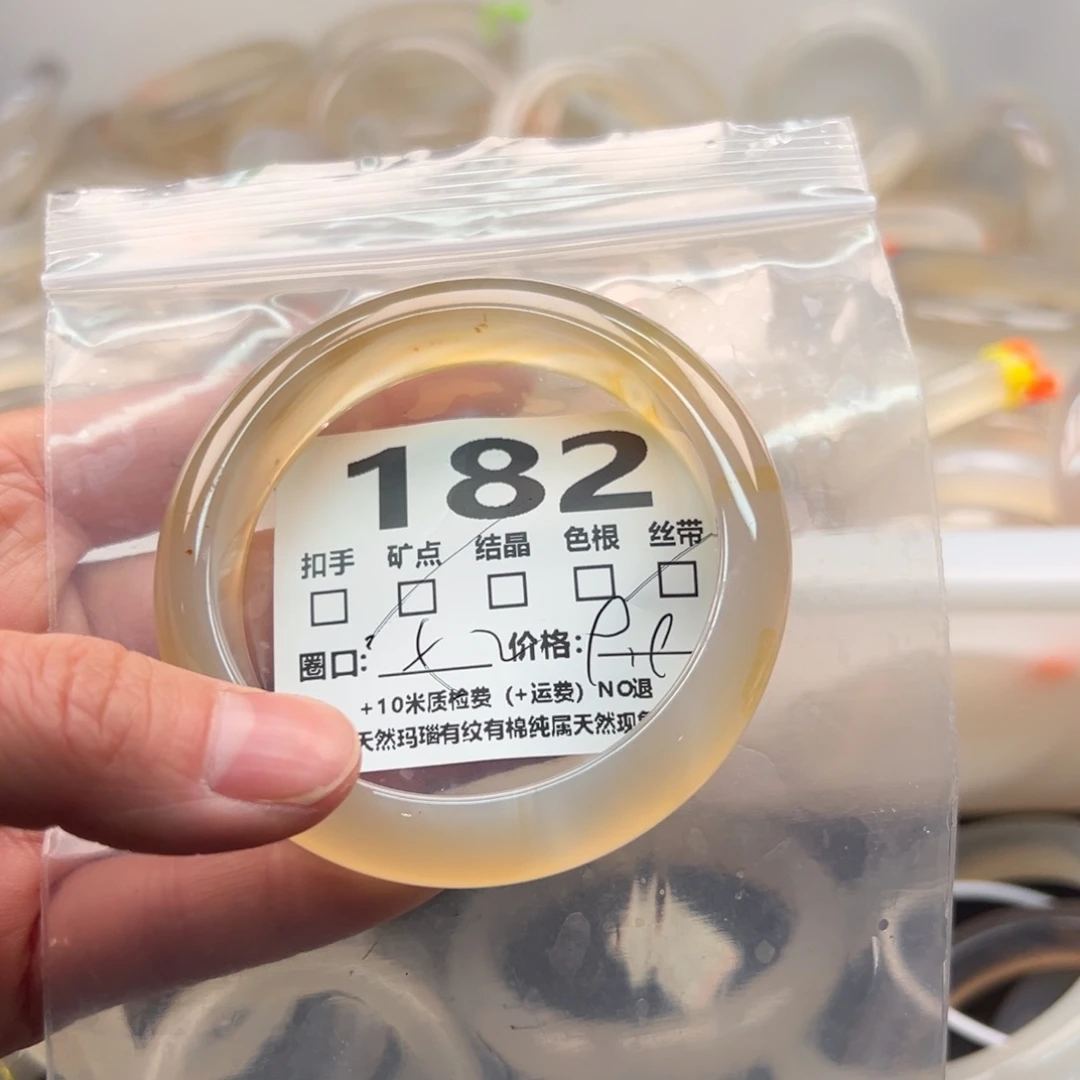 182
扣手 矿点 结晶 色根 丝带
圈口: 价格:
+10米质检费 (+运费) NO退
天然玛瑙有纹有棉纯属天然现象